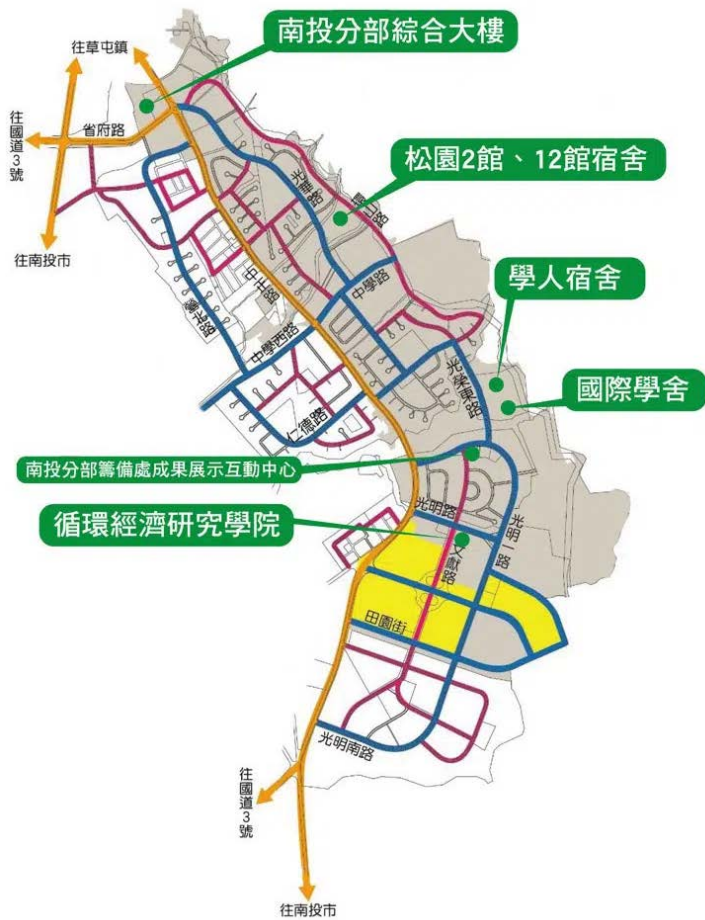 南投分部綜合大樓
往草屯鎮
往國道3號
省府路
松園2館、12館宿舍
光華路
往南投市
中正路
中學路
學人宿舍
中學西路
光榮東路
國際學舍
仁德路
南投分部籌備處成果展示互動中心
光明路
循環經濟研究學院
光明一路
文獻路
田園街
光明南路
往國道3號
往南投市